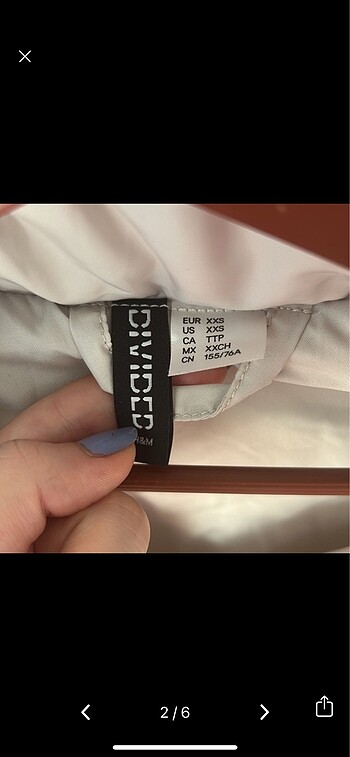 DIVIDED
H&M
EUR XXS
US XXS
CA TTP
MX XXCH
CN 155/76A
2/6